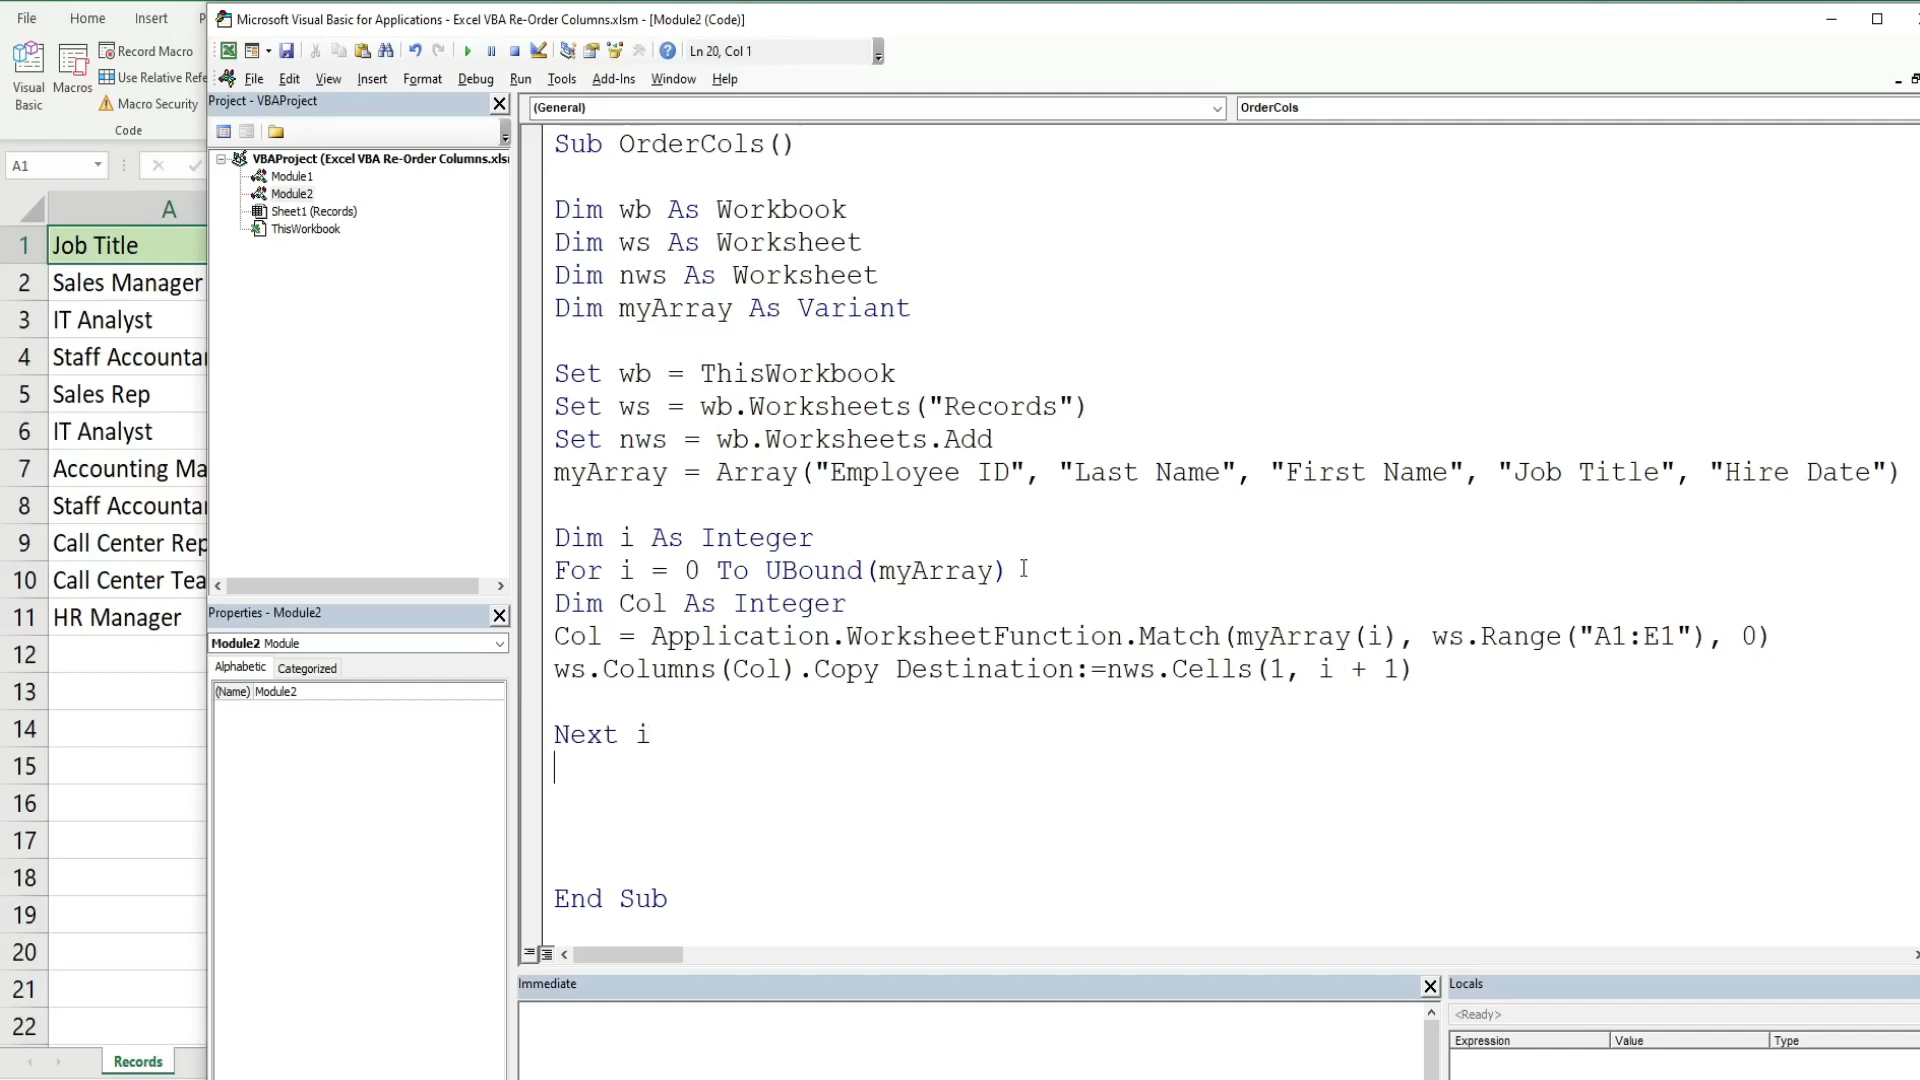 File Home Insert
Microsoft Visual Basic for Applications - Excel VBA Re-Order Columns.xlsm - [Module2 (Code)]
Record Macro
Use Relative Refe
Macro Security
Visual
Basic
Macros
Code
Ln 20, Col 1
File Edit View Insert Format Debug Run Tools Add-Ins Window Help
Project - VBAProject
VBAProject (Excel VBA Re-Order Columns.xlsm
Module1
Module2
Sheet1 (Records)
ThisWorkbook
(General)
OrderCols
A1
A
1 Job Title
2 Sales Manager
3 IT Analyst
4 Staff Accountan
5 Sales Rep
6 IT Analyst
7 Accounting Ma
8 Staff Accountan
9 Call Center Rep
10 Call Center Tea
11 HR Manager
12
13
14
15
16
17
18
19
20
21
22
Records
Properties - Module2
Module2 Module
Alphabetic Categorized
(Name) Module2
Sub OrderCols()
Dim wb As Workbook
Dim ws As Worksheet
Dim nws As Worksheet
Dim myArray As Variant
Set wb = ThisWorkbook
Set ws = wb.Worksheets("Records")
Set nws = wb.Worksheets.Add
myArray = Array("Employee ID", "Last Name", "First Name", "Job Title", "Hire Date")
Dim i As Integer
For i = 0 To UBound(myArray)
Dim Col As Integer
Col = Application.WorksheetFunction.Match(myArray(i), ws.Range("A1:E1"), 0)
ws.Columns(Col).Copy Destination:=nws.Cells(1, i + 1)
Next i
End Sub
Immediate
Locals
<Ready>
Expression Value Type